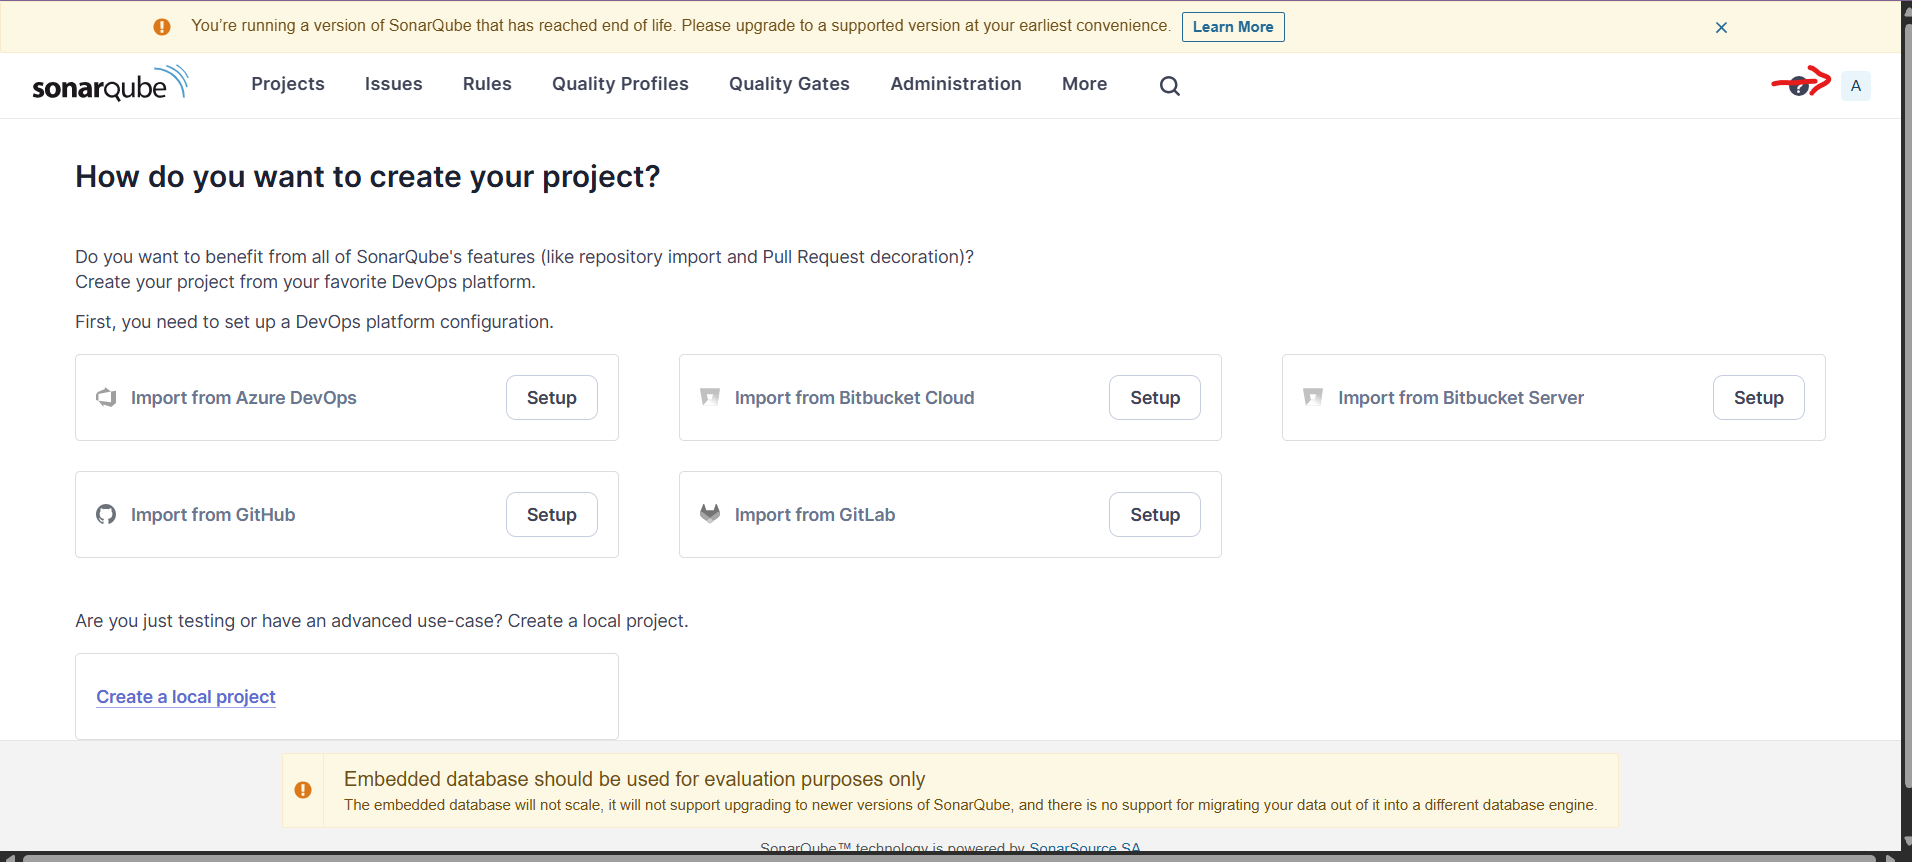 You're running a version of SonarQube that has reached end of life. Please upgrade to a supported version at your earliest convenience. Learn More
sonarqube Projects Issues Rules Quality Profiles Quality Gates Administration More ? A
How do you want to create your project?
Do you want to benefit from all of SonarQube's features (like repository import and Pull Request decoration)?
Create your project from your favorite DevOps platform.
First, you need to set up a DevOps platform configuration.
Import from Azure DevOps Setup Import from Bitbucket Cloud Setup Import from Bitbucket Server Setup
Import from GitHub Setup Import from GitLab Setup
Are you just testing or have an advanced use-case? Create a local project.
Create a local project
Embedded database should be used for evaluation purposes only
The embedded database will not scale, it will not support upgrading to newer versions of SonarQube, and there is no support for migrating your data out of it into a different database engine.
SonarQube™ technology is powered by SonarSource SA